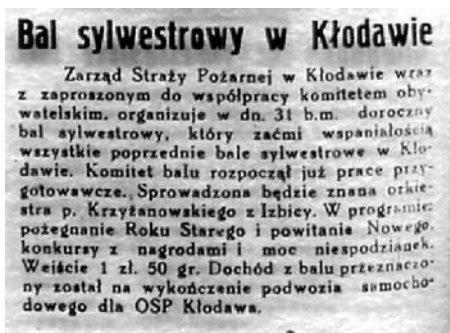 Bal sylwestrowy w Kłodawie
Zarząd Straży Pożarnej w Kłodawie wraz
z zaproszonym do współpracy komitetem oby-
watelskim, organizuje w dn. 31 b.m. doroczny
bal sylwestrowy, który zaćmi wspaniałością
wszystkie poprzednie bale sylwestrowe w Kło-
dawie. Komitet balu rozpoczął już prace przy-
gotowawcze. Sprowadzona będzie znana orkie-
stra p. Krzyżanowskiego z Izbicy. W programie:
pożegnanie Roku Starego i powitanie Nowego,
konkursy z nagrodami i moc niespodzianek.
Wejście 1 zł. 50 gr. Dochód z balu przeznaczo-
ny został na wykończenie podwozia samocho-
dowego dla OSP Kłodawa.